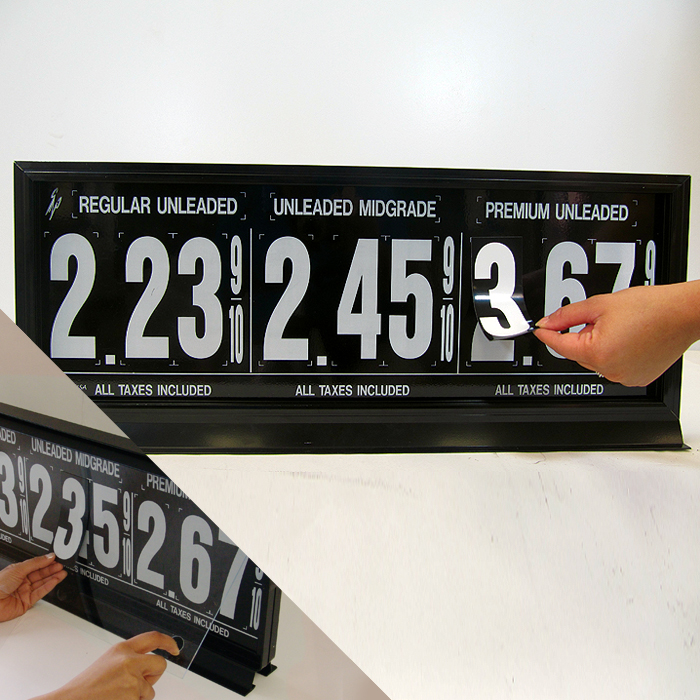 REGULAR UNLEADED
UNLEADED MIDGRADE
PREMIUM UNLEADED
2.23 9/10
2.45 9/10
3.67 9
ALL TAXES INCLUDED
ALL TAXES INCLUDED
ALL TAXES INCLUDED
UNLEADED MIDGRADE
PREMIUM
3 9/10
235 9/10
2.67 10
INCLUDED
ALL TAXES INCLUDED